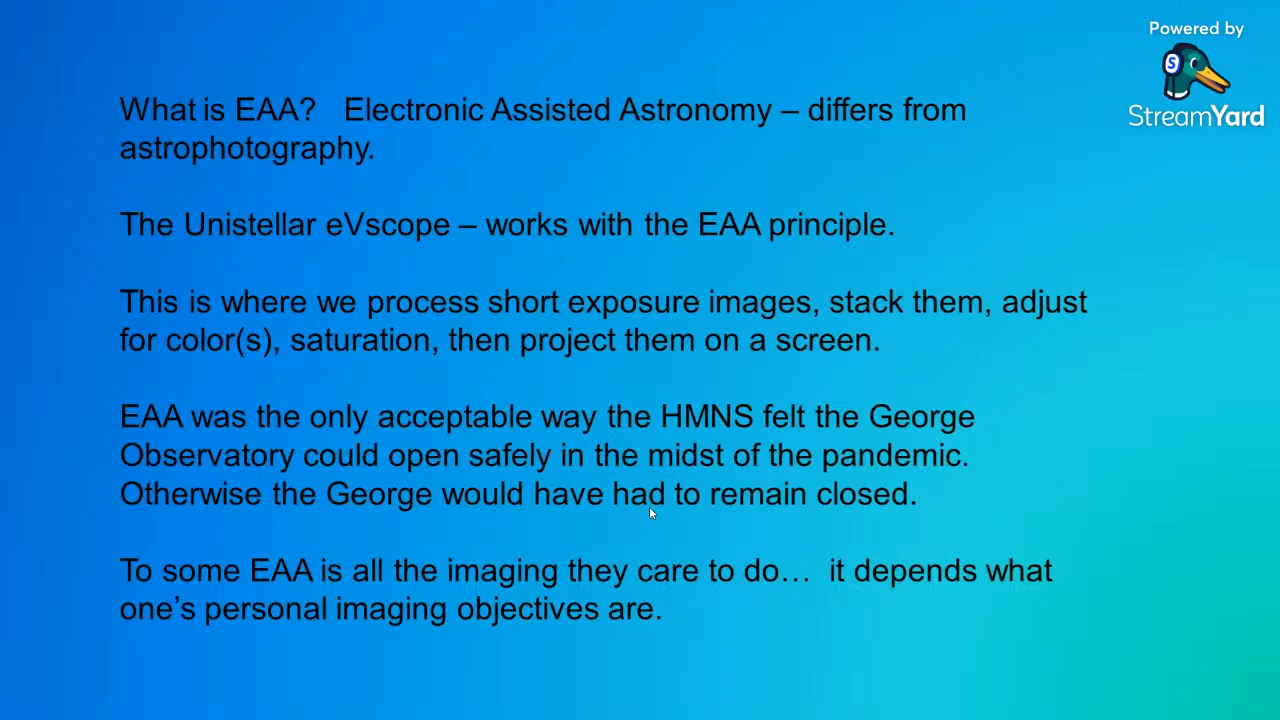 Powered by
StreamYard
What is EAA? Electronic Assisted Astronomy – differs from
astrophotography.
The Unistellar eVscope – works with the EAA principle.
This is where we process short exposure images, stack them, adjust
for color(s), saturation, then project them on a screen.
EAA was the only acceptable way the HMNS felt the George
Observatory could open safely in the midst of the pandemic.
Otherwise the George would have had to remain closed.
To some EAA is all the imaging they care to do… it depends what
one’s personal imaging objectives are.